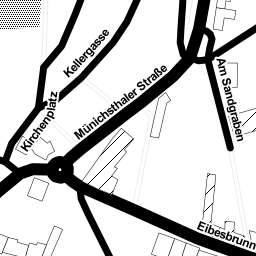 Kellergasse
Am Sandgraben
Münichsthaler Straße
Kirchenplatz
Eibesbrunn